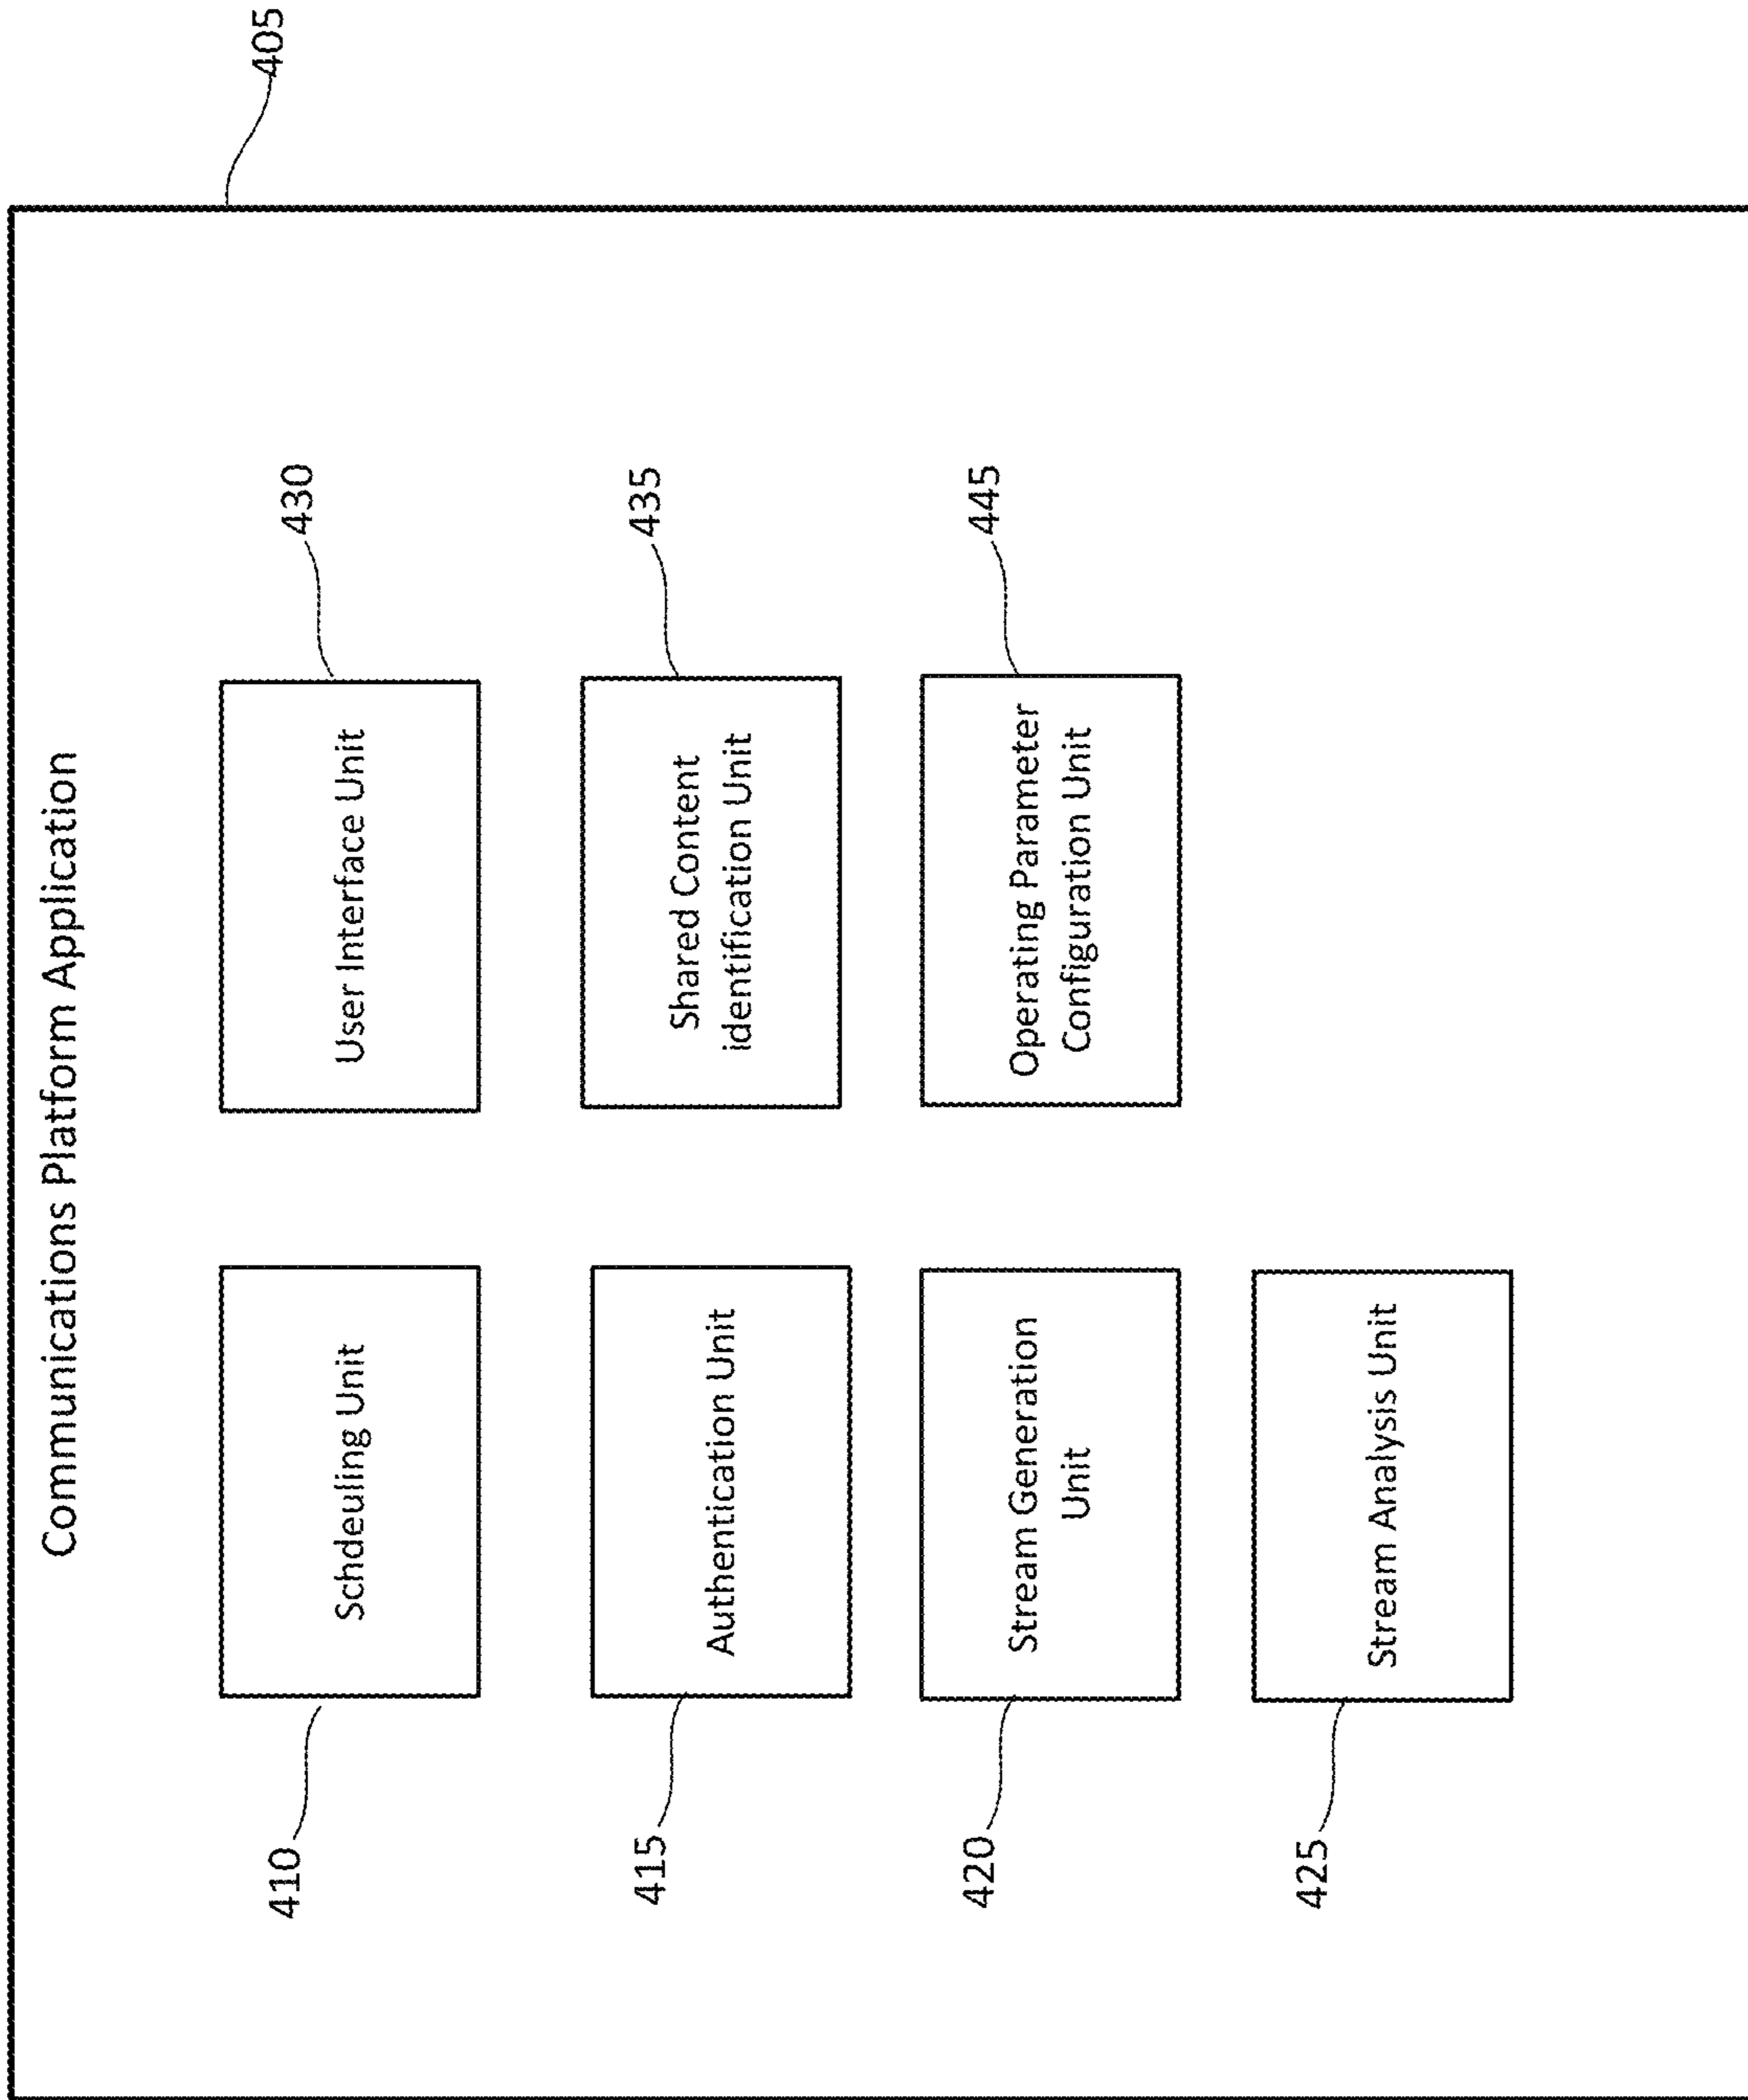 Communications Platform Application
405
410
Schdeuling Unit
User Interface Unit
430
415
Authentication Unit
Shared Content
identification Unit
435
420
Stream Generation
Unit
Operating Parameter
Configuration Unit
445
425
Stream Analysis Unit